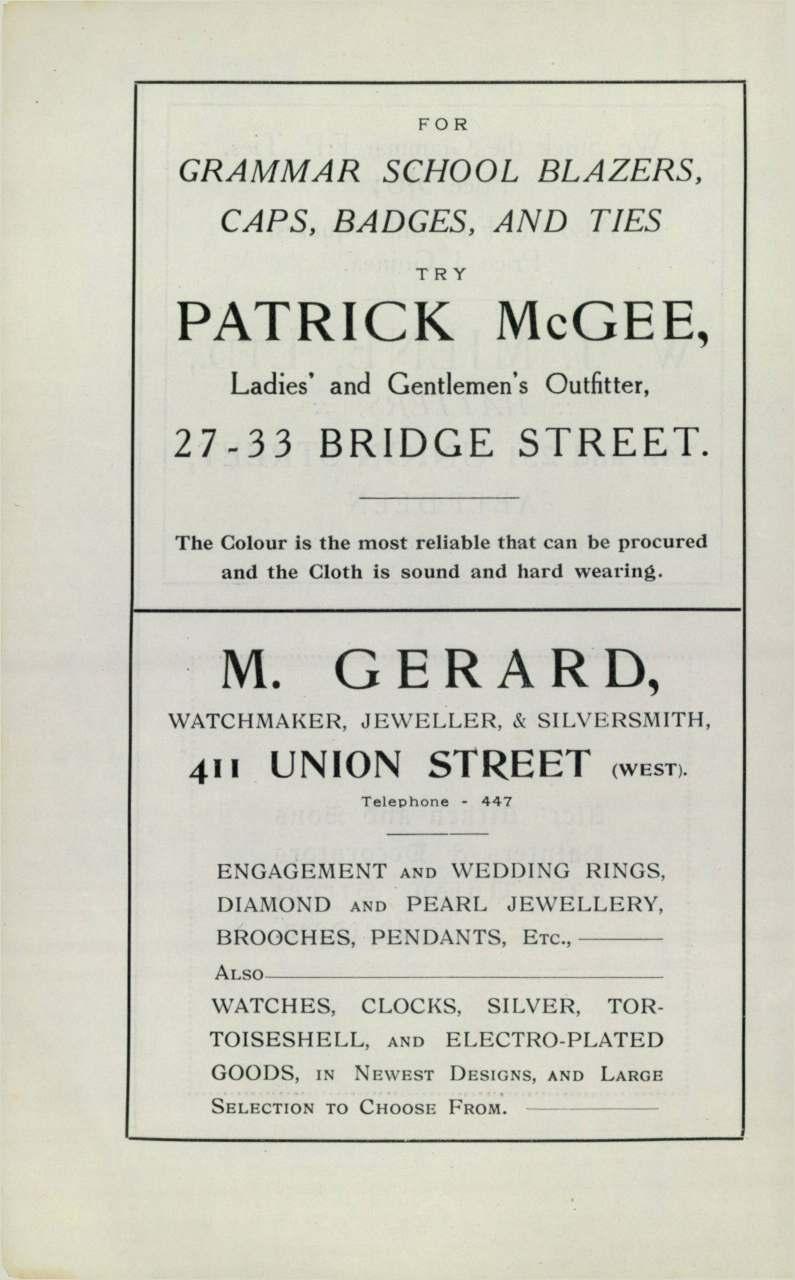 FOR
GRAMMAR SCHOOL BLAZERS,
CAPS, BADGES, AND TIES
TRY
PATRICK McGEE,
Ladies' and Gentlemen's Outfitter,
27-33 BRIDGE STREET.
The Colour is the most reliable that can be procured
and the Cloth is sound and hard wearing.
M. GERARD,
WATCHMAKER, JEWELLER, & SILVERSMITH,
411 UNION STREET (WEST).
Telephone - 447
ENGAGEMENT AND WEDDING RINGS,
DIAMOND AND PEARL JEWELLERY,
BROOCHES, PENDANTS, ETC.,
ALSO
WATCHES, CLOCKS, SILVER, TOR-
TOISESHELL, AND ELECTRO-PLATED
GOODS, IN NEWEST DESIGNS, AND LARGE
SELECTION TO CHOOSE FROM.